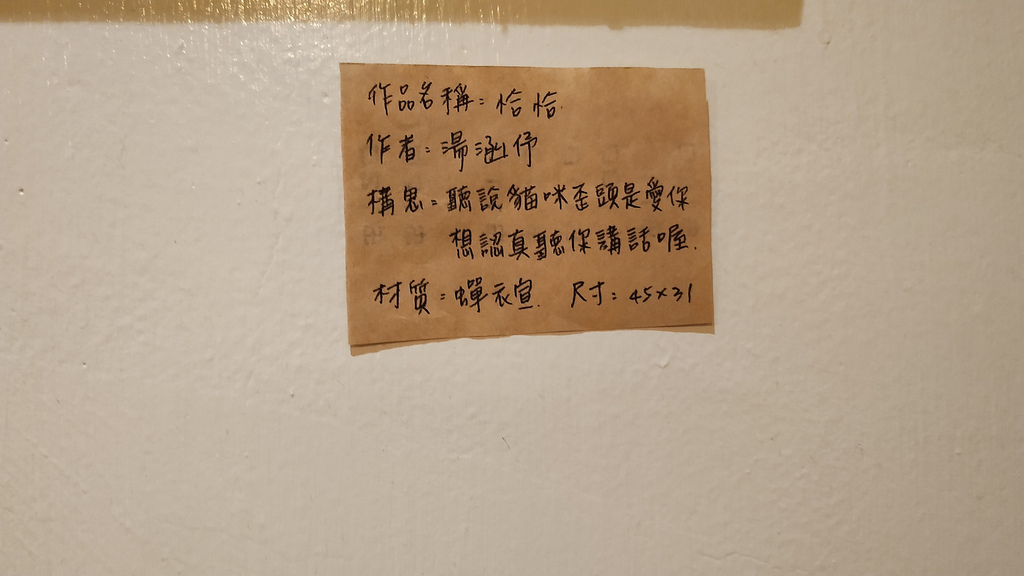 作品名稱：恰恰.
作者：湯涵伃
構思：聽說貓咪歪頭是愛你
想認真聽你講話喔.
材質：蟬衣宣. 尺寸：45×31